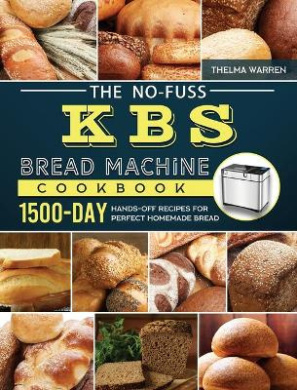 THELMA WARREN
THE NO-FUSS
KBS
BREAD MACHINE
COOKBOOK
1500-DAY HANDS-OFF RECIPES FOR
PERFECT HOMEMADE BREAD